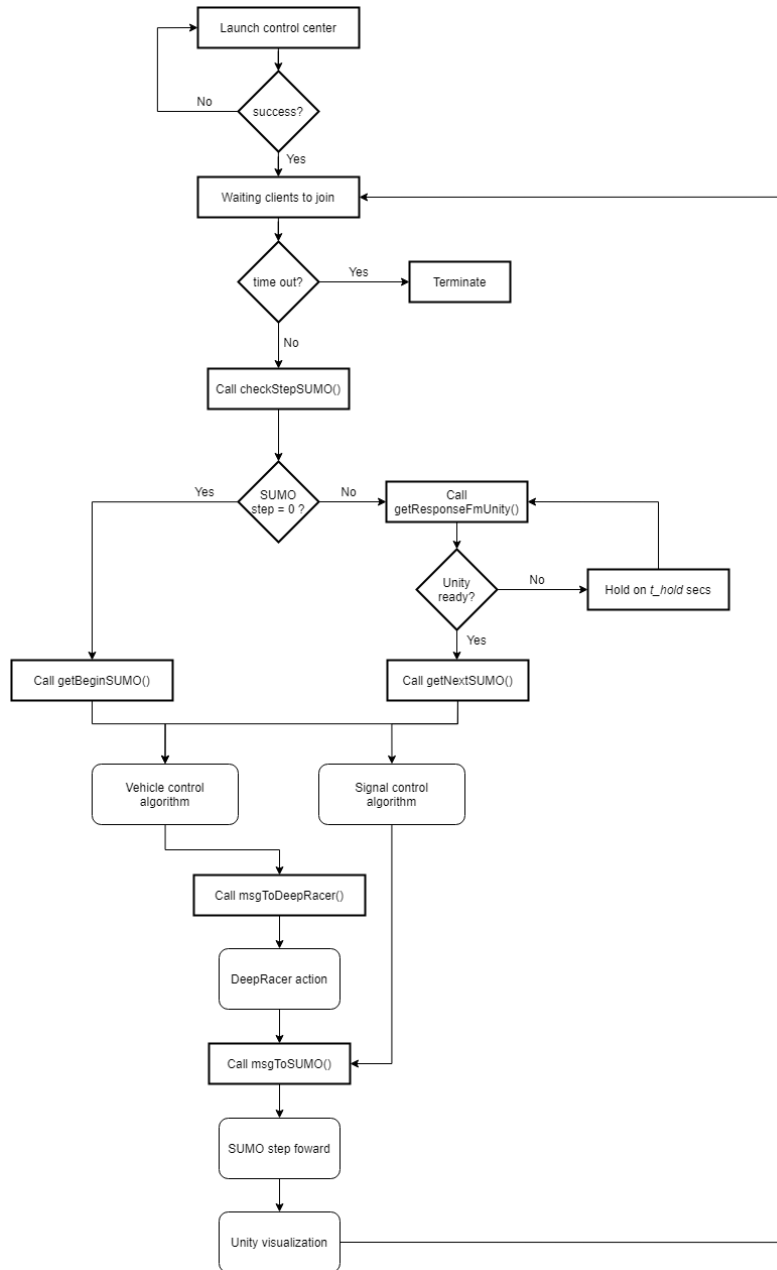 Launch control center
No
success?
Yes
Waiting clients to join
time out?
Yes
Terminate
No
Call checkStepSUMO()
Yes
SUMO
step = 0 ?
No
Call
getResponseFmUnity()
Unity
ready?
No
Hold on t_hold secs
Yes
Call getBeginSUMO()
Call getNextSUMO()
Vehicle control
algorithm
Signal control
algorithm
Call msgToDeepRacer()
DeepRacer action
Call msgToSUMO()
SUMO step foward
Unity visualization